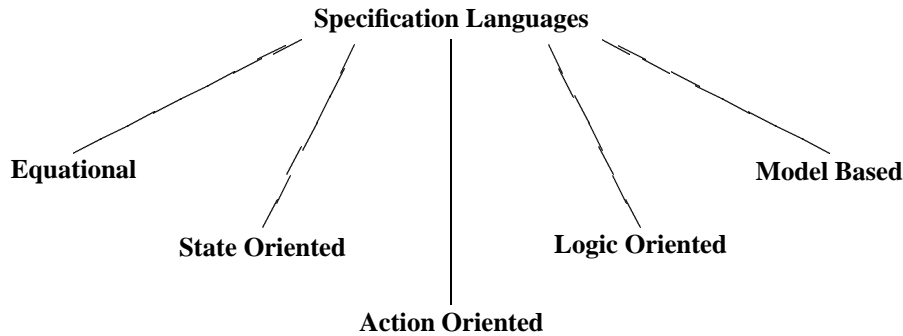 Specification Languages
Equational
Model Based
State Oriented
Logic Oriented
Action Oriented